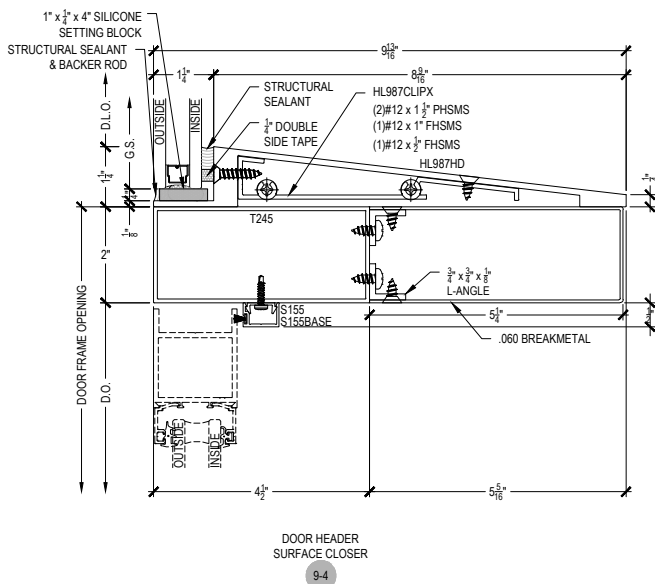 1" x 1/4" x 4" SILICONE
SETTING BLOCK
STRUCTURAL SEALANT
& BACKER ROD
9 13/16"
1 1/4"
8 9/16"
STRUCTURAL
SEALANT
1/4" DOUBLE
SIDE TAPE
HL987CLIPX
(2)#12 x 1 1/2" PHSMS
(1)#12 x 1" FHSMS
(1)#12 x 1/2" FHSMS
HL987HD
D.L.O.
G.S.
OUTSIDE
INSIDE
1 1/4"
1/8"
2"
T245
3/4" x 3/4" x 1/8"
L-ANGLE
S155
S155BASE
5 1/4"
.060 BREAKMETAL
DOOR FRAME OPENING
D.O.
OUTSIDE
INSIDE
4 1/2"
5 5/16"
DOOR HEADER
SURFACE CLOSER
9-4